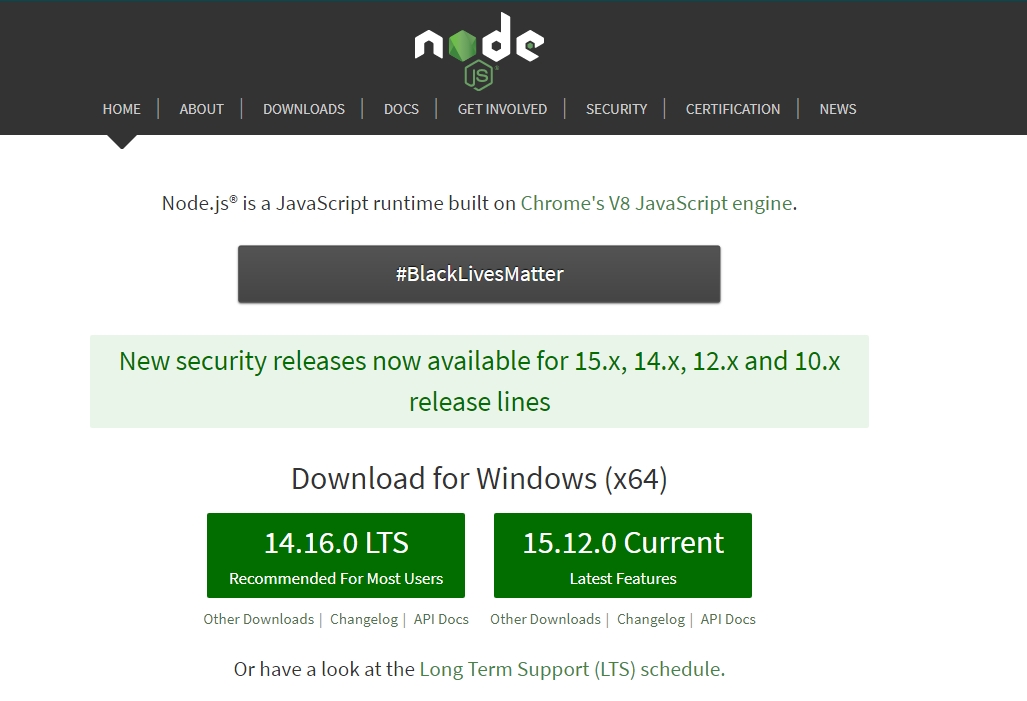 node
JS
HOME | ABOUT | DOWNLOADS | DOCS | GET INVOLVED | SECURITY | CERTIFICATION | NEWS
Node.js® is a JavaScript runtime built on Chrome's V8 JavaScript engine.
#BlackLivesMatter
New security releases now available for 15.x, 14.x, 12.x and 10.x
release lines
Download for Windows (x64)
14.16.0 LTS
Recommended For Most Users
15.12.0 Current
Latest Features
Other Downloads | Changelog | API Docs
Other Downloads | Changelog | API Docs
Or have a look at the Long Term Support (LTS) schedule.